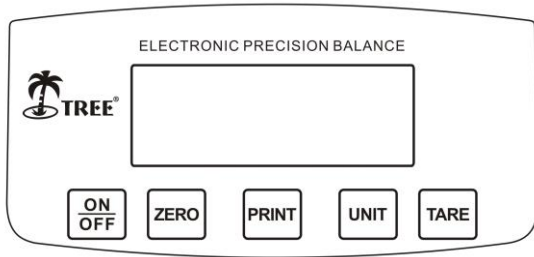 ELECTRONIC PRECISION BALANCE
TREE®
ON
OFF
ZERO
PRINT
UNIT
TARE